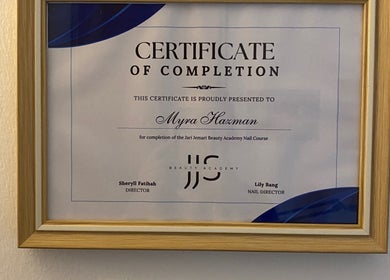 CERTIFICATE
OF COMPLETION
THIS CERTIFICATE IS PROUDLY PRESENTED TO
Myra Hazman
for completion of the Jari Jemari Beauty Academy Nail Course
JJS
BEAUTY ACADEMY
Sheryll Fatihah
DIRECTOR
Lily Bang
NAIL DIRECTOR